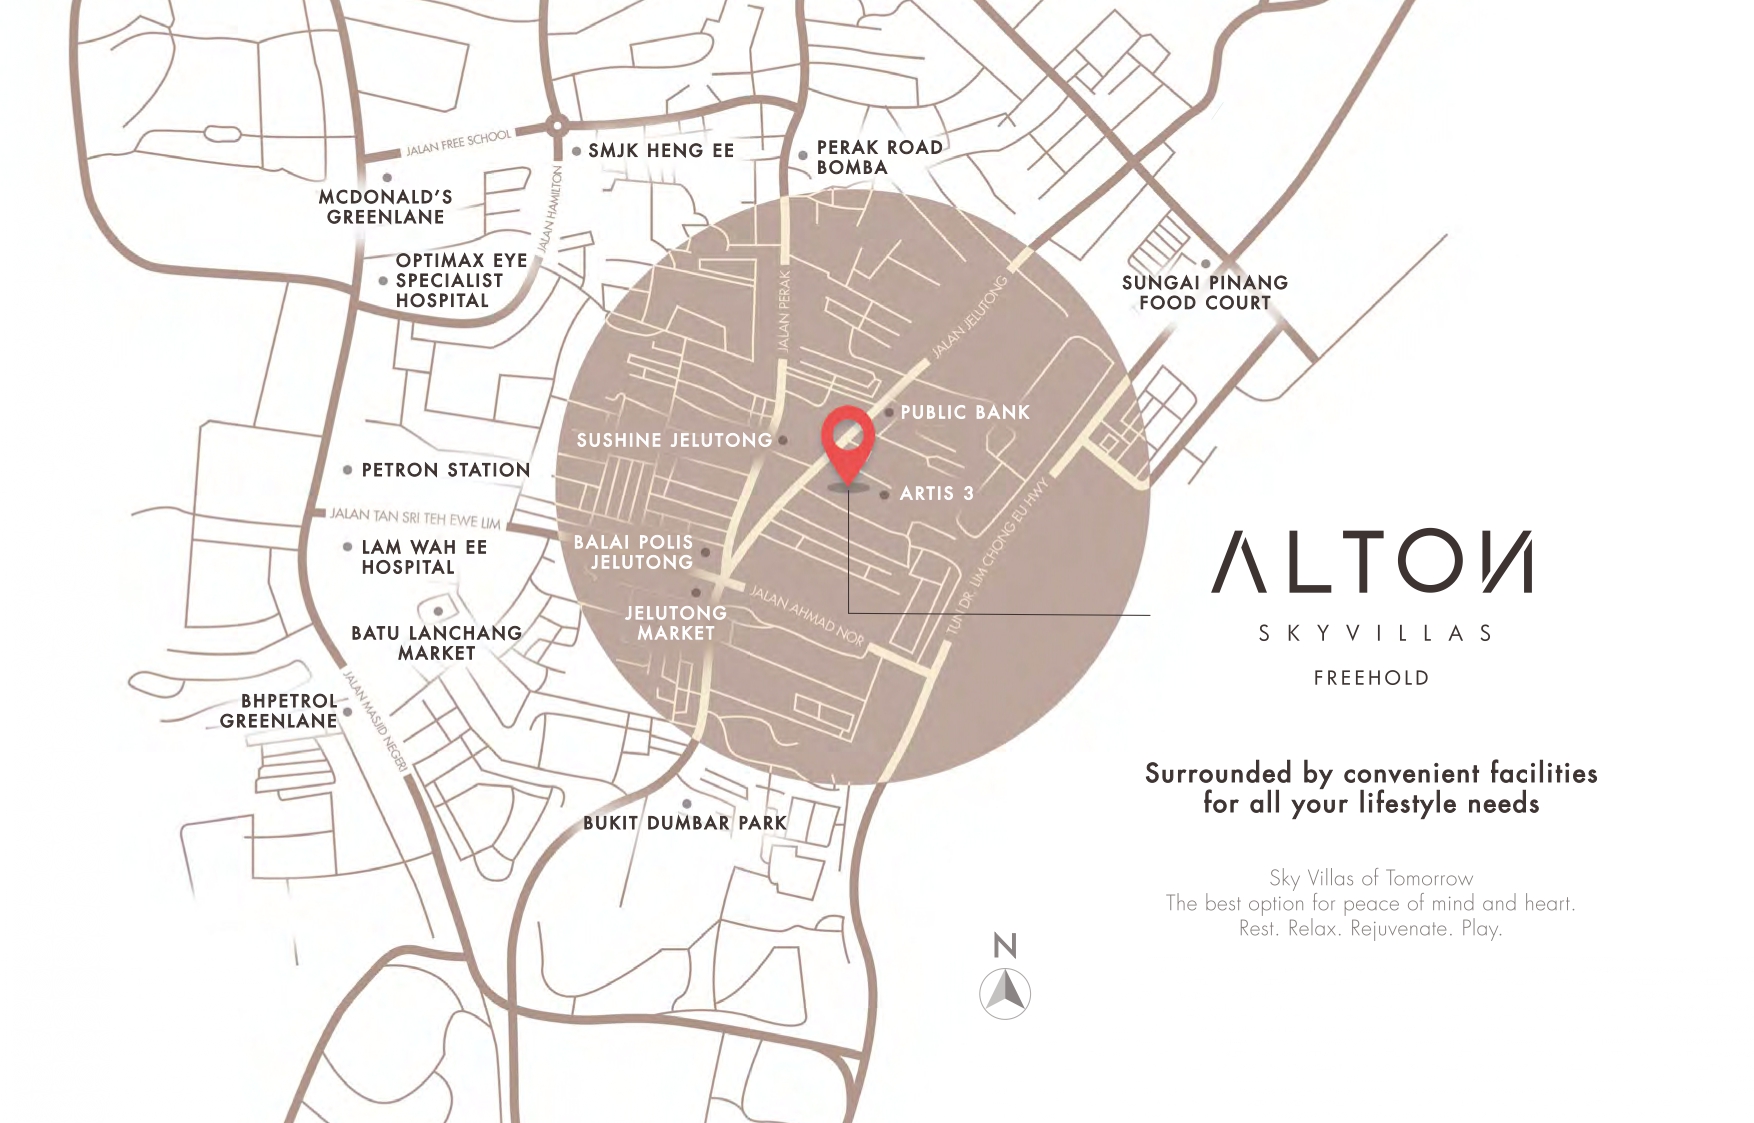 JALAN FREE SCHOOL
SMJK HENG EE
PERAK ROAD
BOMBA
MCDONALD'S
GREENLANE
JALAN HAMILTON
OPTIMAX EYE
SPECIALIST
HOSPITAL
SUNGAI PINANG
FOOD COURT
JALAN PERAK
JALAN JELUTONG
PUBLIC BANK
SUSHINE JELUTONG
PETRON STATION
ARTIS 3
JALAN TAN SRI TEH EWE LIM
LAM WAH EE
HOSPITAL
BALAI POLIS
JELUTONG
TUN DR. LIM CHONG EU HWY
JALAN AHMAD NOR
JELUTONG
MARKET
BATU LANCHANG
MARKET
BHPETROL
GREENLANE
JALAN MASJID NEGERI
BUKIT DUMBAR PARK
N
ALTON
SKYVILLAS
FREEHOLD
Surrounded by convenient facilities
for all your lifestyle needs
Sky Villas of Tomorrow
The best option for peace of mind and heart.
Rest. Relax. Rejuvenate. Play.